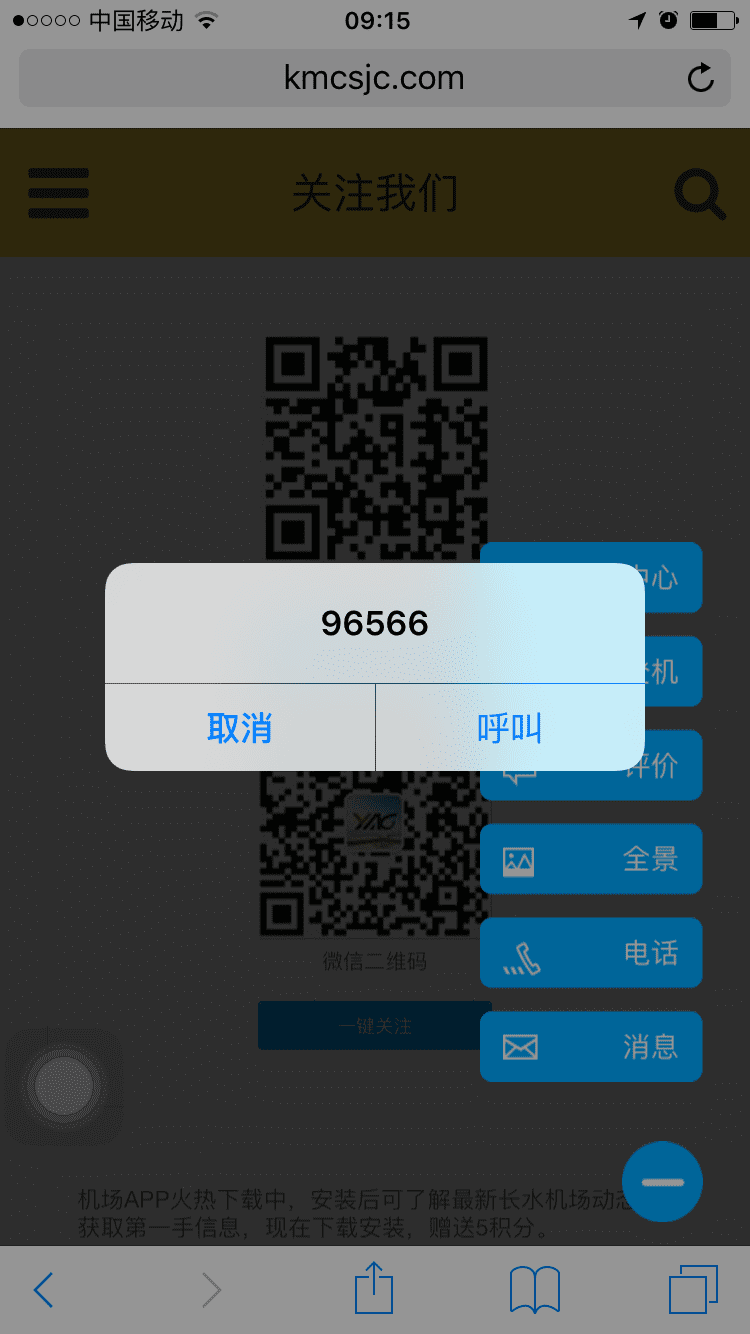 中国移动
09:15
kmcsjc.com
关注我们
中心
登机
96566
取消
呼叫
评价
全景
电话
微信二维码
一键关注
消息
机场APP火热下载中，安装后可了解最新长水机场动态
获取第一手信息，现在下载安装，赠送5积分。